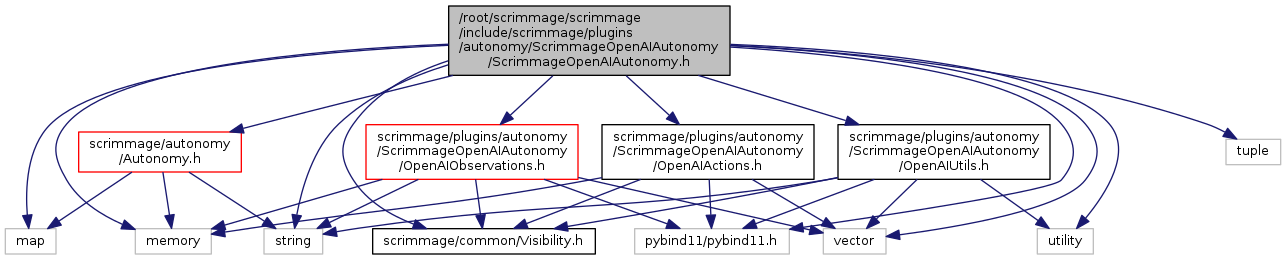 /root/scrimmage/scrimmage
/include/scrimmage/plugins
/autonomy/ScrimmageOpenAIAutonomy
/ScrimmageOpenAIAutonomy.h
scrimmage/autonomy
/Autonomy.h
scrimmage/plugins/autonomy
/ScrimmageOpenAIAutonomy
/OpenAIObservations.h
scrimmage/plugins/autonomy
/ScrimmageOpenAIAutonomy
/OpenAIActions.h
scrimmage/plugins/autonomy
/ScrimmageOpenAIAutonomy
/OpenAIUtils.h
tuple
map
memory
string
scrimmage/common/Visibility.h
pybind11/pybind11.h
vector
utility